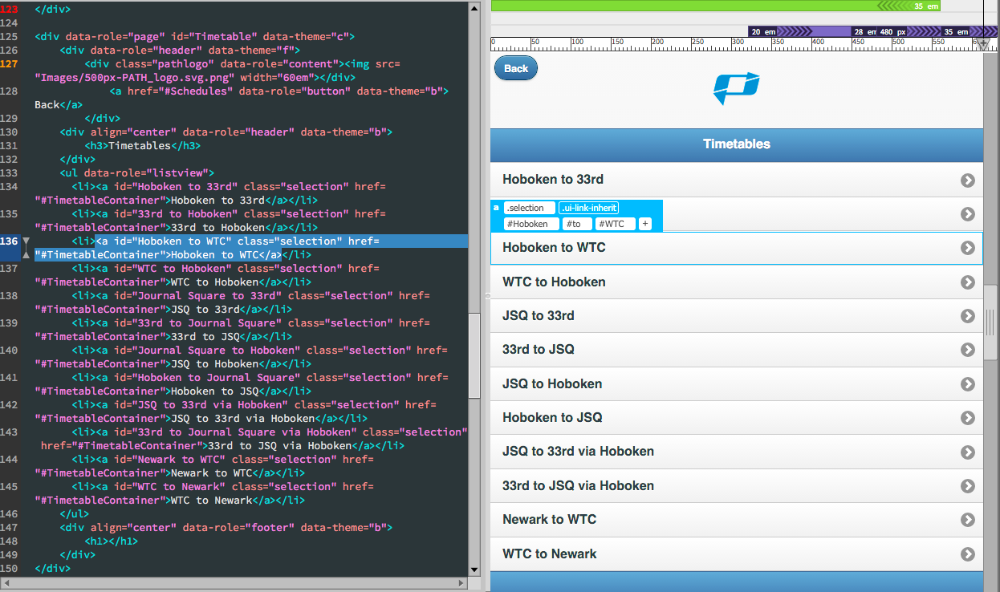 123 </div>
124
125 <div data-role="page" id="Timetable" data-theme="c">
126 <div data-role="header" data-theme="f">
127 <div class="pathlogo" data-role="content"><img src=
"Images/500px-PATH_logo.svg.png" width="60em"></div>
128 <a href="#Schedules" data-role="button" data-theme="b">
Back</a>
129 </div>
130 <div align="center" data-role="header" data-theme="b">
131 <h3>Timetables</h3>
132 </div>
133 <ul data-role="listview">
134 <li><a id="Hoboken to 33rd" class="selection" href=
"#TimetableContainer">Hoboken to 33rd</a></li>
135 <li><a id="33rd to Hoboken" class="selection" href=
"#TimetableContainer">33rd to Hoboken</a></li>
136 <li><a id="Hoboken to WTC" class="selection" href=
"#TimetableContainer">Hoboken to WTC</a></li>
137 <li><a id="WTC to Hoboken" class="selection" href=
"#TimetableContainer">WTC to Hoboken</a></li>
138 <li><a id="Journal Square to 33rd" class="selection" href=
"#TimetableContainer">JSQ to 33rd</a></li>
139 <li><a id="33rd to Journal Square" class="selection" href=
"#TimetableContainer">33rd to JSQ</a></li>
140 <li><a id="Journal Square to Hoboken" class="selection" href=
"#TimetableContainer">JSQ to Hoboken</a></li>
141 <li><a id="Hoboken to Journal Square" class="selection" href=
"#TimetableContainer">Hoboken to JSQ</a></li>
142 <li><a id="JSQ to 33rd via Hoboken" class="selection" href=
"#TimetableContainer">JSQ to 33rd via Hoboken</a></li>
143 <li><a id="33rd to Journal Square via Hoboken" class="selection"
href="#TimetableContainer">33rd to JSQ via Hoboken</a></li>
144 <li><a id="Newark to WTC" class="selection" href=
"#TimetableContainer">Newark to WTC</a></li>
145 <li><a id="WTC to Newark" class="selection" href=
"#TimetableContainer">WTC to Newark</a></li>
146 </ul>
147 <div align="center" data-role="footer" data-theme="b">
148 <h1></h1>
149 </div>
150 </div>
35 em
20 em 28 em 480 px 35 em
0 50 100 150 200 250 300 350 400 450 500 550
Back
Timetables
Hoboken to 33rd
a .selection .ui-link-inherit
#Hoboken #to #WTC +
Hoboken to WTC
WTC to Hoboken
JSQ to 33rd
33rd to JSQ
JSQ to Hoboken
Hoboken to JSQ
JSQ to 33rd via Hoboken
33rd to JSQ via Hoboken
Newark to WTC
WTC to Newark